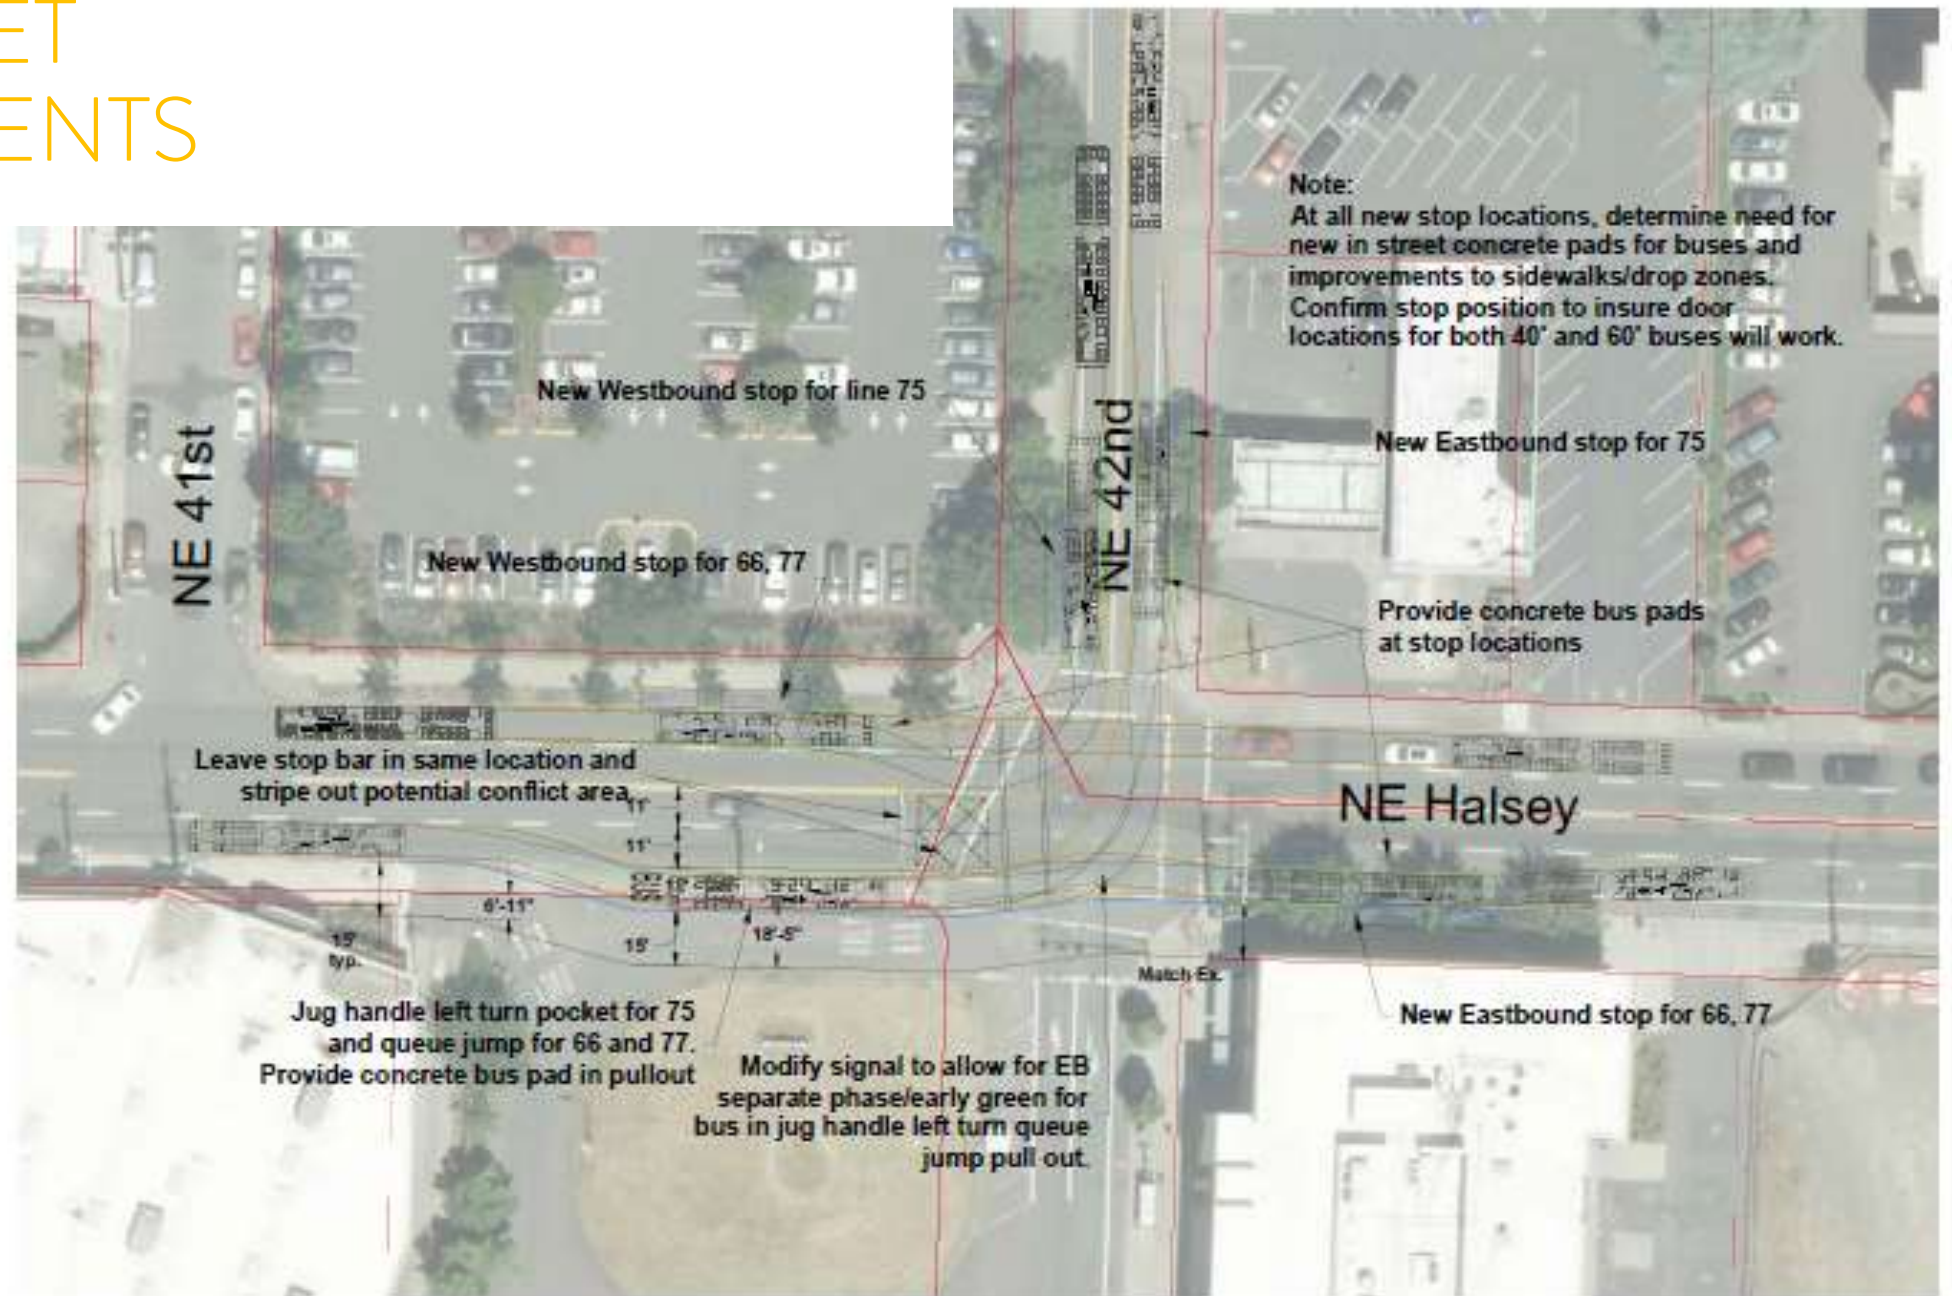 ET
ENTS
Note:
At all new stop locations, determine need for
new in street concrete pads for buses and
improvements to sidewalks/drop zones.
Confirm stop position to insure door
locations for both 40' and 60' buses will work.
New Westbound stop for line 75
NE 42nd
New Eastbound stop for 75
NE 41st
New Westbound stop for 66, 77
Provide concrete bus pads
at stop locations
Leave stop bar in same location and
stripe out potential conflict area
11'
11'
NE Halsey
6'-11"
15'
typ.
15'
18'-5"
Match Ex.
Jug handle left turn pocket for 75
and queue jump for 66 and 77.
Provide concrete bus pad in pullout
Modify signal to allow for EB
separate phase/early green for
bus in jug handle left turn queue
jump pull out.
New Eastbound stop for 66, 77